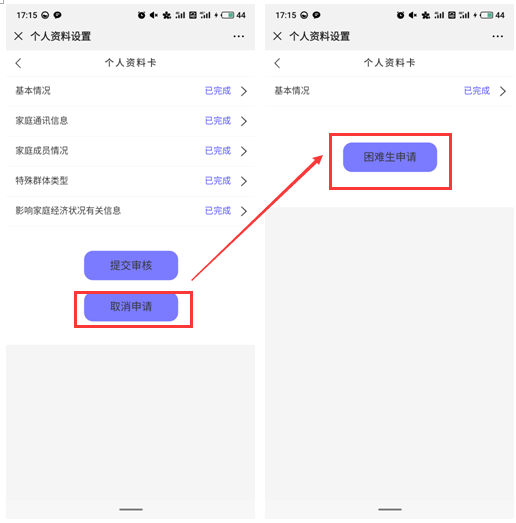 17:15
44
个人资料设置
个人资料卡
基本情况 已完成
家庭通讯信息 已完成
家庭成员情况 已完成
特殊群体类型 已完成
影响家庭经济状况有关信息 已完成
提交审核
取消申请
17:15
44
个人资料设置
个人资料卡
基本情况 已完成
困难生申请